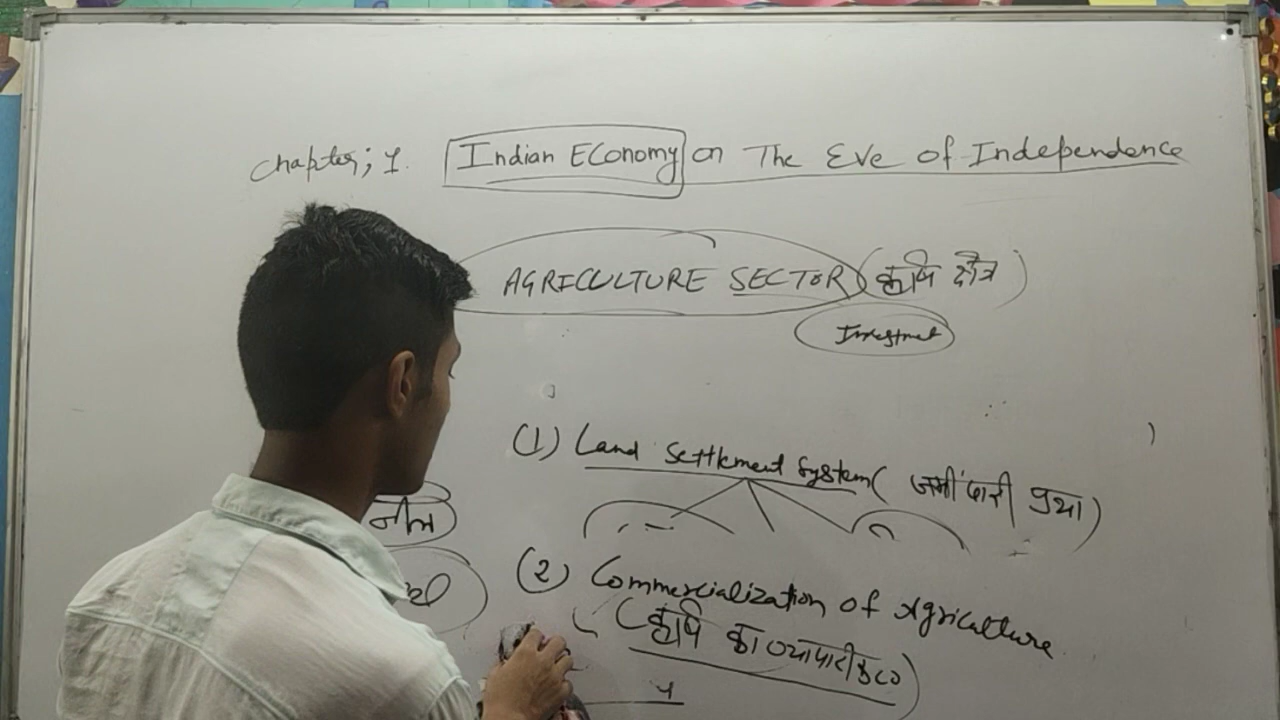 Chapter; 1. Indian Economy on The Eve of Independence
AGRICULTURE SECTOR (कृषि क्षेत्र)
Investment
(1) Land Settlement System (जमींदारी प्रथा)
नील
(2) Commercialization of Agriculture
(कृषि का व्यापारीकरण)